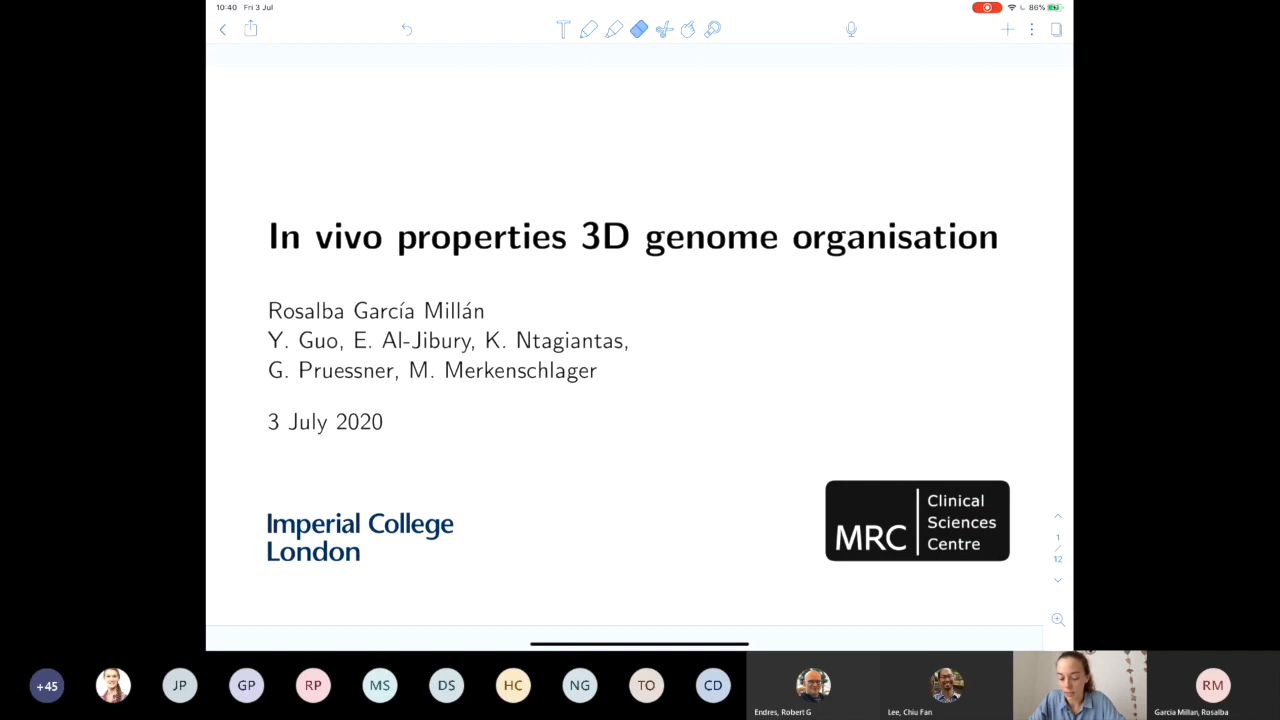 10:40 Fri 3 Jul
86%
In vivo properties 3D genome organisation
Rosalba García Millán
Y. Guo, E. Al-Jibury, K. Ntagiantas,
G. Pruessner, M. Merkenschlager
3 July 2020
Imperial College
London
MRC
Clinical
Sciences
Centre
1
/
12
+45
JP
GP
RP
MS
DS
HC
NG
TO
CD
RM
Endres, Robert G
Lee, Chiu Fan
Garcia Millan, Rosalba